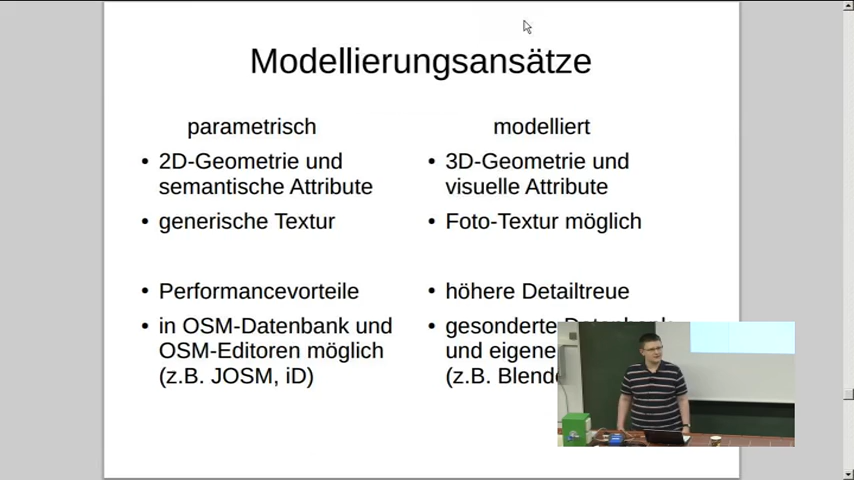 Modellierungsansätze
parametrisch
• 2D-Geometrie und
semantische Attribute
• generische Textur
• Performancevorteile
• in OSM-Datenbank und
OSM-Editoren möglich
(z.B. JOSM, iD)
modelliert
• 3D-Geometrie und
visuelle Attribute
• Foto-Textur möglich
• höhere Detailtreue
• gesonderte
und eigene
(z.B.